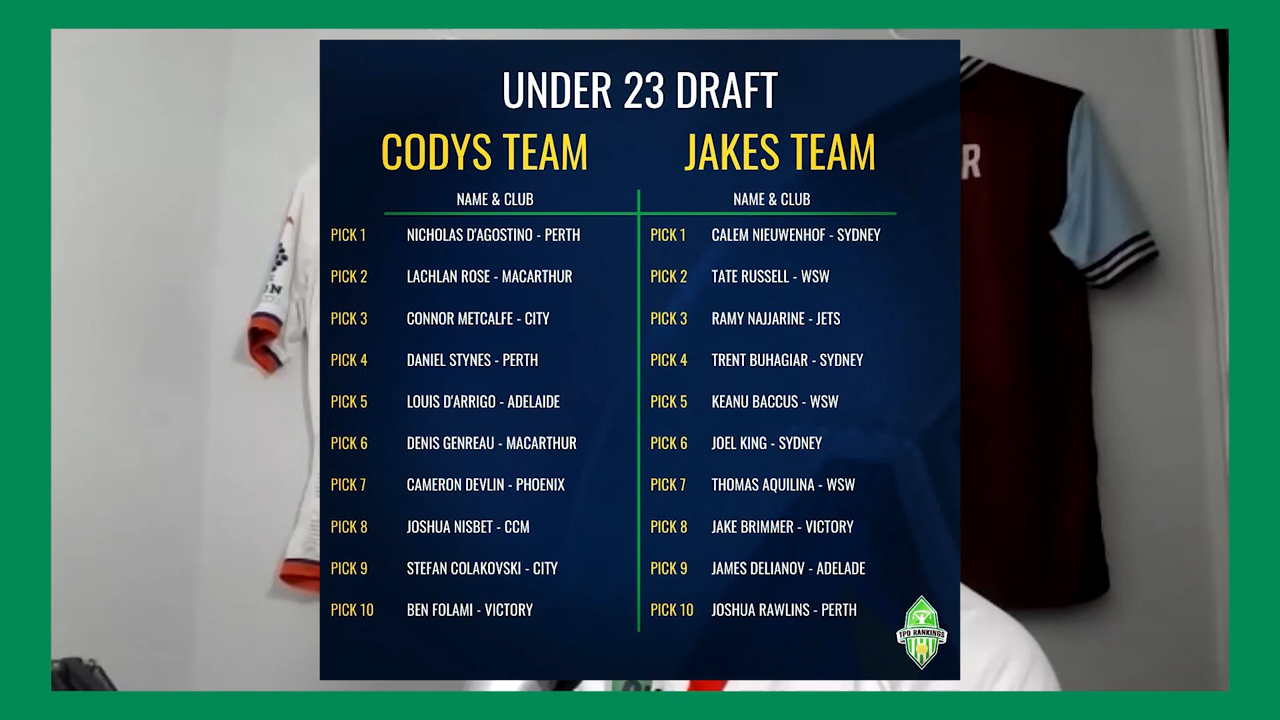 UNDER 23 DRAFT
CODYS TEAM JAKES TEAM
NAME & CLUB NAME & CLUB
PICK 1 NICHOLAS D'AGOSTINO - PERTH PICK 1 CALEM NIEUWENHOF - SYDNEY
PICK 2 LACHLAN ROSE - MACARTHUR PICK 2 TATE RUSSELL - WSW
PICK 3 CONNOR METCALFE - CITY PICK 3 RAMY NAJJARINE - JETS
PICK 4 DANIEL STYNES - PERTH PICK 4 TRENT BUHAGIAR - SYDNEY
PICK 5 LOUIS D'ARRIGO - ADELAIDE PICK 5 KEANU BACCUS - WSW
PICK 6 DENIS GENREAU - MACARTHUR PICK 6 JOEL KING - SYDNEY
PICK 7 CAMERON DEVLIN - PHOENIX PICK 7 THOMAS AQUILINA - WSW
PICK 8 JOSHUA NISBET - CCM PICK 8 JAKE BRIMMER - VICTORY
PICK 9 STEFAN COLAKOVSKI - CITY PICK 9 JAMES DELIANOV - ADELADE
PICK 10 BEN FOLAMI - VICTORY PICK 10 JOSHUA RAWLINS - PERTH
TPD RANKINGS